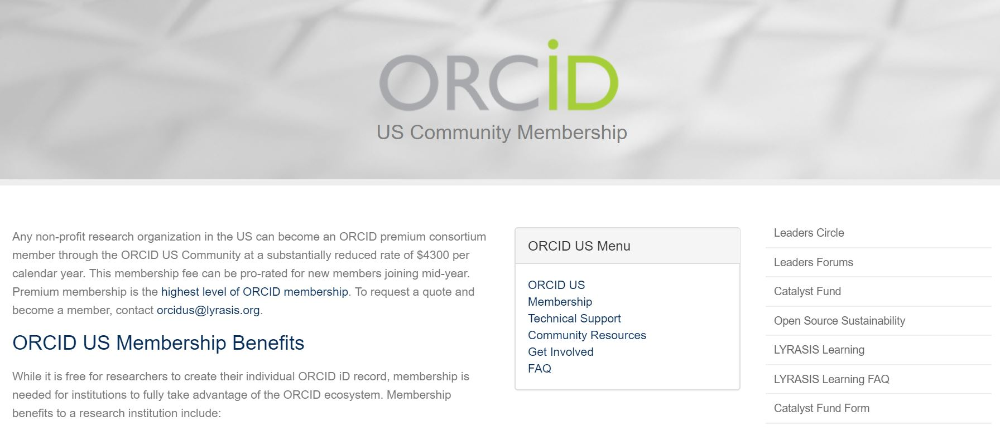 ORCiD
US Community Membership
Any non-profit research organization in the US can become an ORCID premium consortium
member through the ORCID US Community at a substantially reduced rate of $4300 per
calendar year. This membership fee can be pro-rated for new members joining mid-year.
Premium membership is the highest level of ORCID membership. To request a quote and
become a member, contact orcidus@lyrasis.org.
ORCID US Membership Benefits
While it is free for researchers to create their individual ORCID iD record, membership is
needed for institutions to fully take advantage of the ORCID ecosystem. Membership
benefits to a research institution include:
ORCID US Menu
ORCID US
Membership
Technical Support
Community Resources
Get Involved
FAQ
Leaders Circle
Leaders Forums
Catalyst Fund
Open Source Sustainability
LYRASIS Learning
LYRASIS Learning FAQ
Catalyst Fund Form